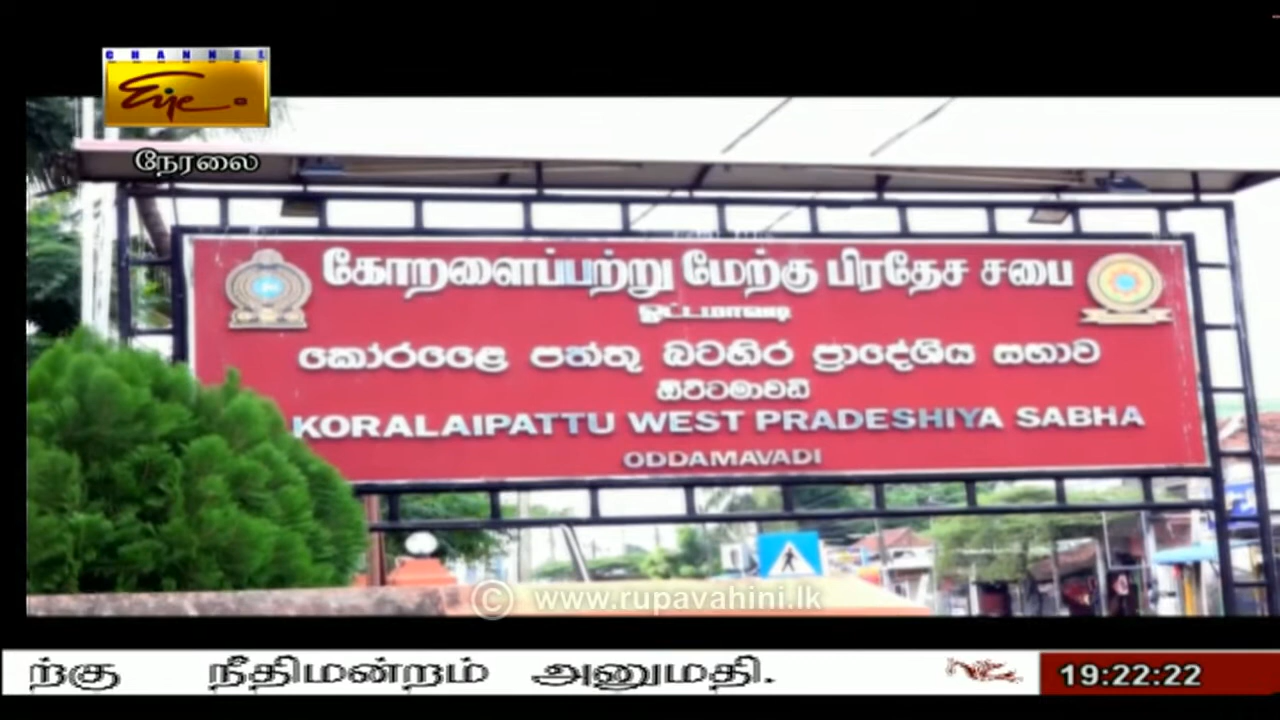 CHANNEL
Eye
நேரலை
கோறளைப்பற்று மேற்கு பிரதேச சபை
ஓட்டமாவடி
කෝරළෛ පත්තු බටහිර ප්‍රාදේශීය සභාව
ඕට්ටමාවඩි
KORALAIPATTU WEST PRADESHIYA SABHA
ODDAMAVADI
© www.rupavahini.lk
ற்கு நீதிமன்றம் அனுமதி.
19:22:22